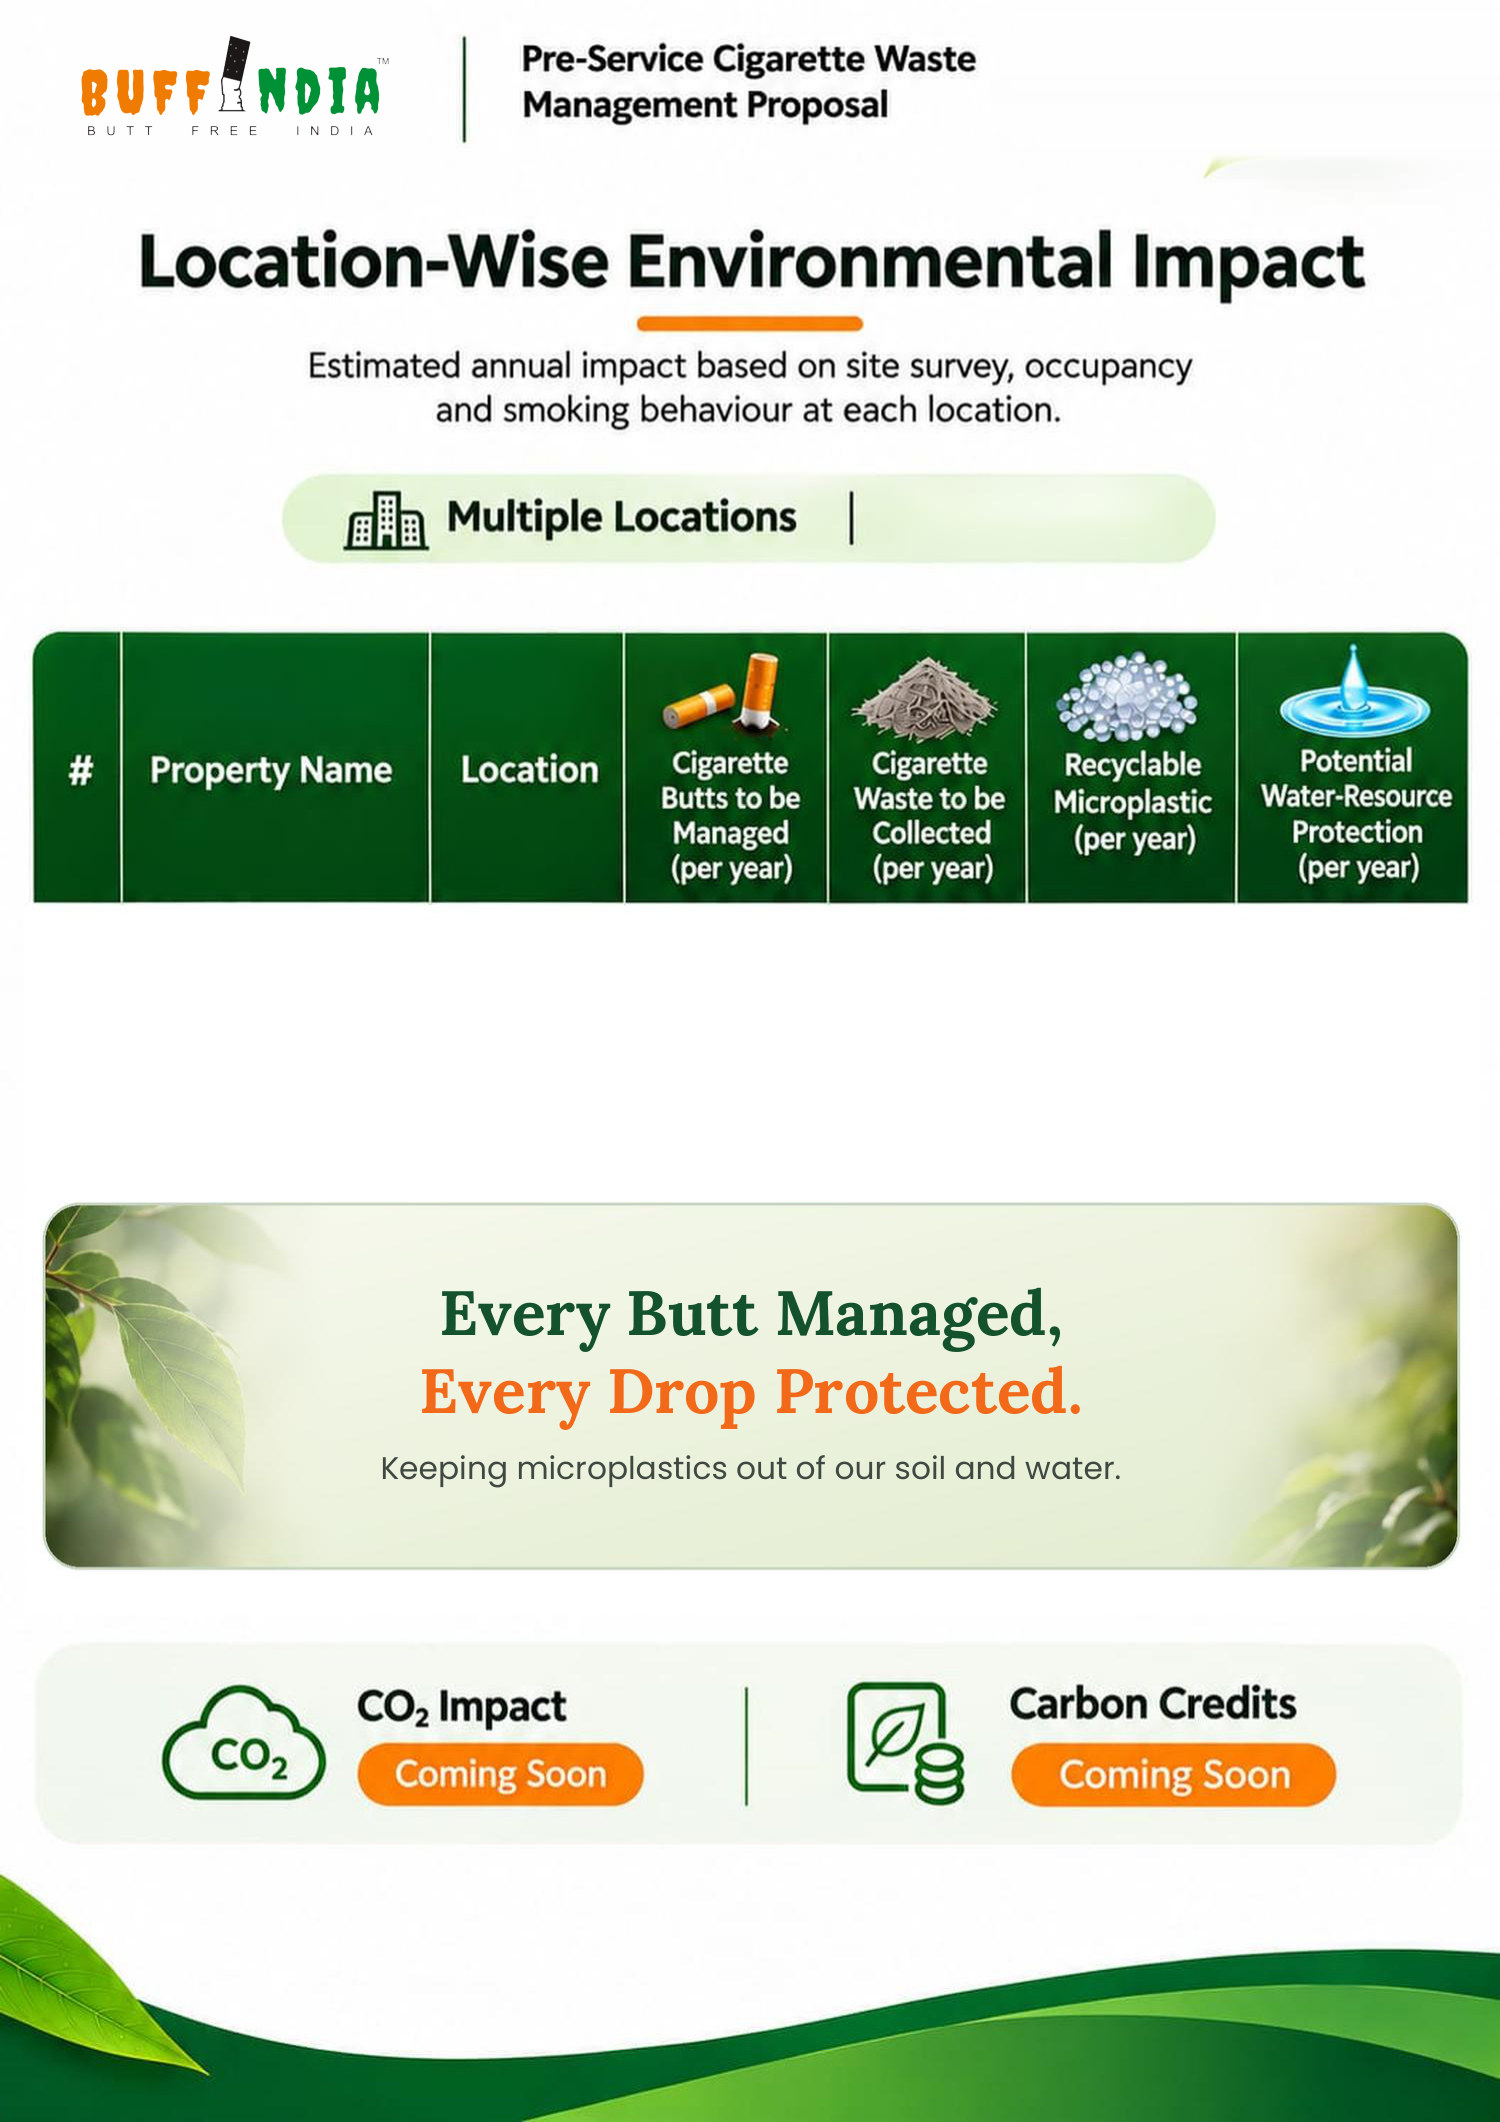 BUFFINDIA™
BUTT FREE INDIA
Pre-Service Cigarette Waste
Management Proposal
Location-Wise Environmental Impact
Estimated annual impact based on site survey, occupancy
and smoking behaviour at each location.
Multiple Locations
#
Property Name
Location
Cigarette
Butts to be
Managed
(per year)
Cigarette
Waste to be
Collected
(per year)
Recyclable
Microplastic
(per year)
Potential
Water-Resource
Protection
(per year)
Every Butt Managed,
Every Drop Protected.
Keeping microplastics out of our soil and water.
CO₂
CO₂ Impact
Coming Soon
Carbon Credits
Coming Soon